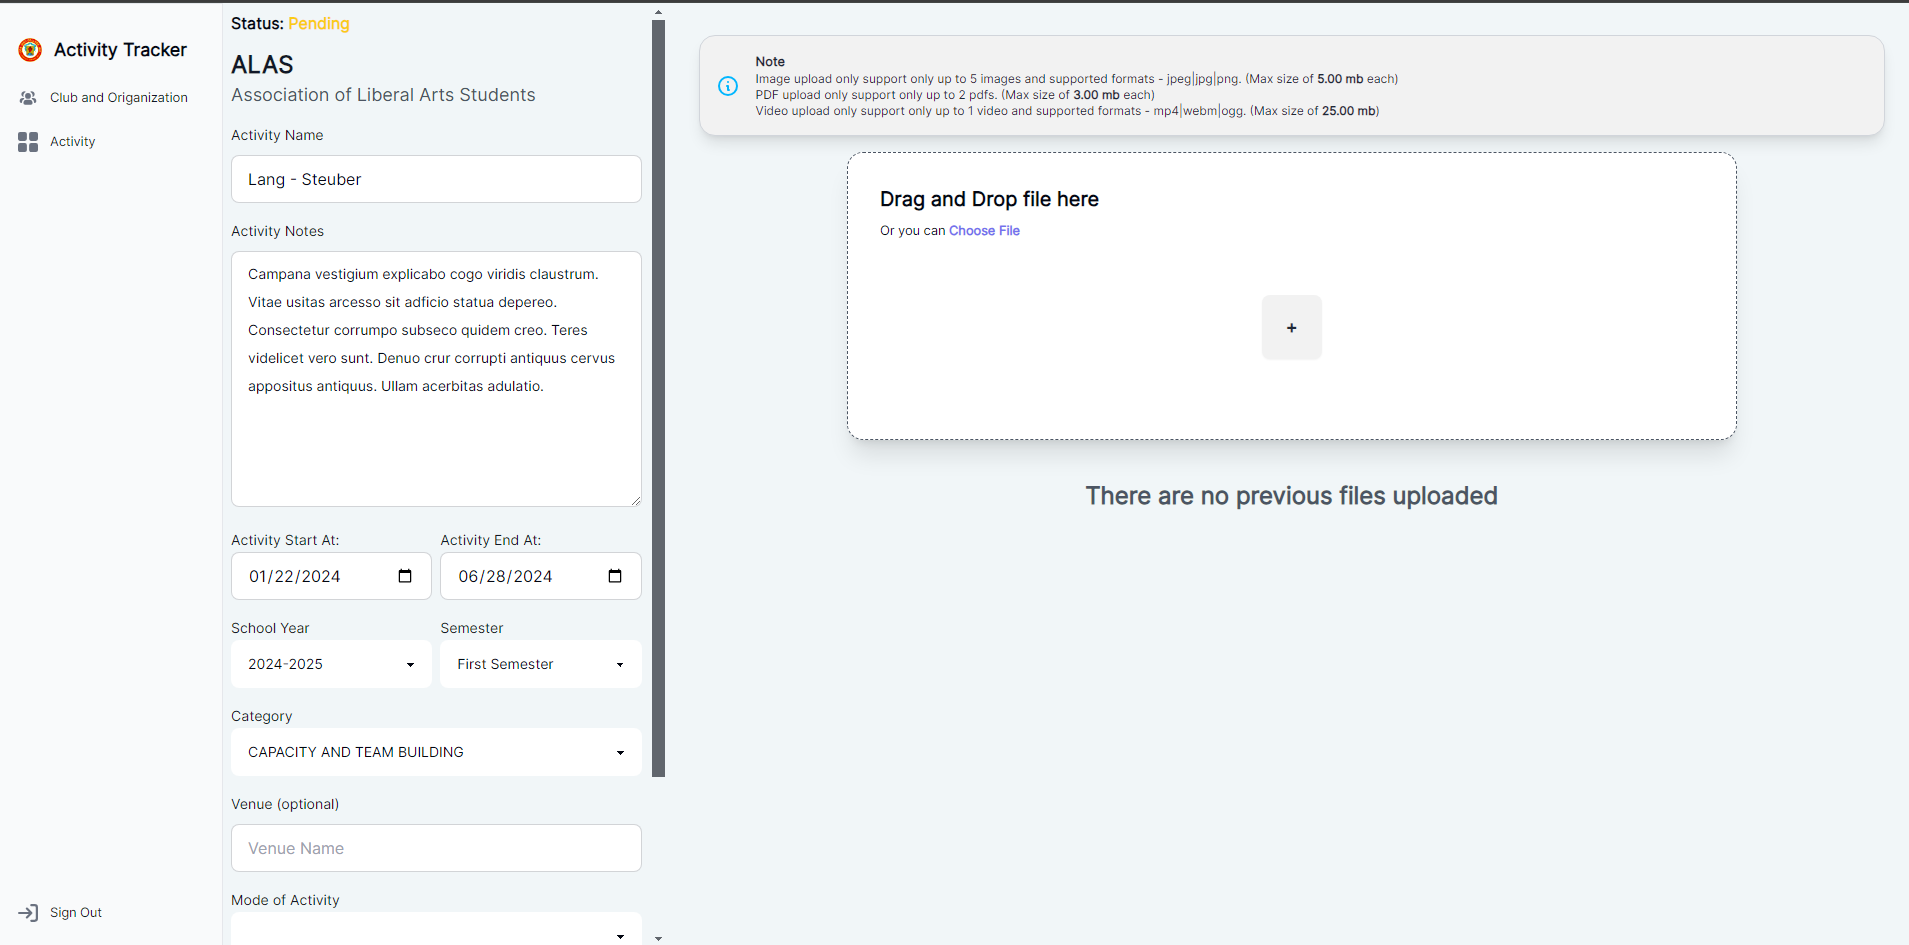 Activity Tracker
Club and Origanization
Activity
Sign Out
Status: Pending
ALAS
Association of Liberal Arts Students
Activity Name
Lang - Steuber
Activity Notes
Campana vestigium explicabo cogo viridis claustrum.
Vitae usitas arcesso sit adficio statua depereo.
Consectetur corrumpo subseco quidem creo. Teres
videlicet vero sunt. Denuo crur corrupti antiquus cervus
appositus antiquus. Ullam acerbitas adulatio.
Activity Start At:
Activity End At:
01/22/2024
06/28/2024
School Year
Semester
2024-2025
First Semester
Category
CAPACITY AND TEAM BUILDING
Venue (optional)
Venue Name
Mode of Activity
Note
Image upload only support only up to 5 images and supported formats - jpeg|jpg|png. (Max size of 5.00 mb each)
PDF upload only support only up to 2 pdfs. (Max size of 3.00 mb each)
Video upload only support only up to 1 video and supported formats - mp4|webm|ogg. (Max size of 25.00 mb)
Drag and Drop file here
Or you can Choose File
+
There are no previous files uploaded